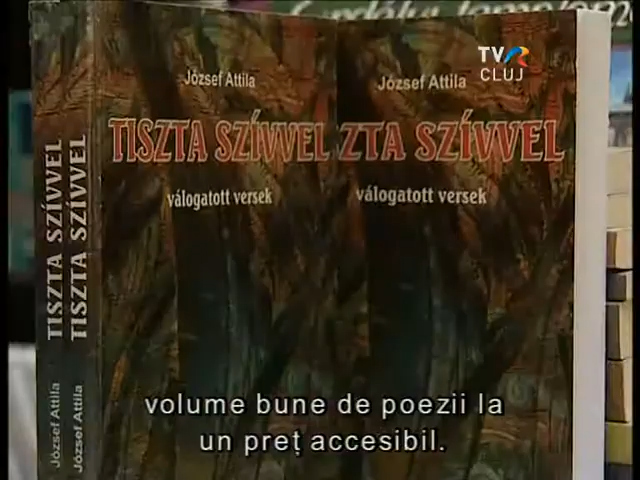 TVR
CLUJ
József Attila
TISZTA SZÍVVEL
válogatott versek
József Attila
ZTA SZÍVVEL
válogatott versek
TISZTA SZÍVVEL
József Attila
TISZTA SZÍVVEL
József Attila
volume bune de poezii la
un preț accesibil.